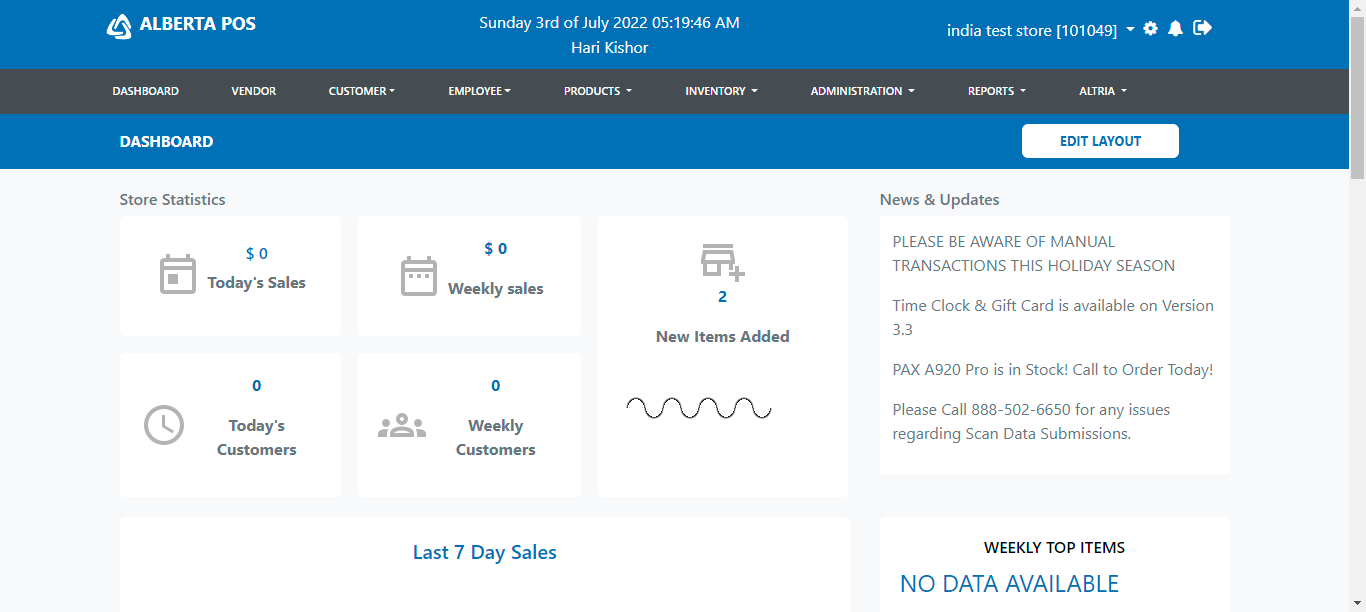 ALBERTA POS
Sunday 3rd of July 2022 05:19:46 AM
Hari Kishor
india test store [101049]
DASHBOARD
VENDOR
CUSTOMER
EMPLOYEE
PRODUCTS
INVENTORY
ADMINISTRATION
REPORTS
ALTRIA
DASHBOARD
EDIT LAYOUT
Store Statistics
$ 0
Today's Sales
$ 0
Weekly sales
2
New Items Added
0
Today's
Customers
0
Weekly
Customers
News & Updates
PLEASE BE AWARE OF MANUAL
TRANSACTIONS THIS HOLIDAY SEASON
Time Clock & Gift Card is available on Version
3.3
PAX A920 Pro is in Stock! Call to Order Today!
Please Call 888-502-6650 for any issues
regarding Scan Data Submissions.
Last 7 Day Sales
WEEKLY TOP ITEMS
NO DATA AVAILABLE